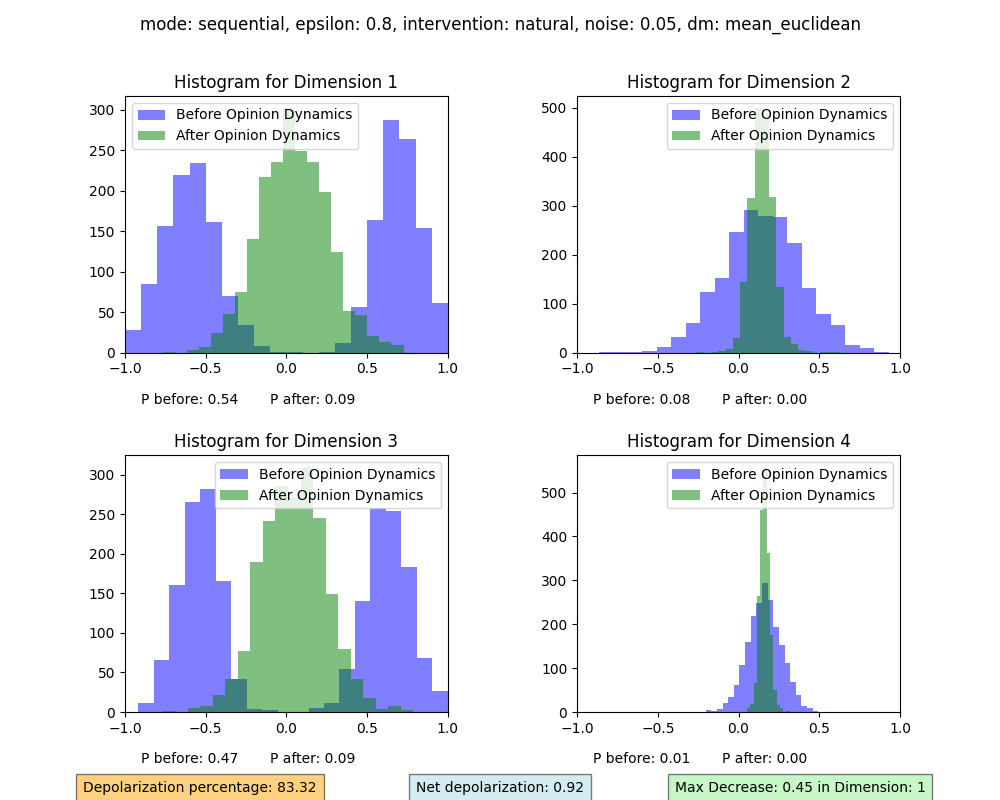 mode: sequential, epsilon: 0.8, intervention: natural, noise: 0.05, dm: mean_euclidean
Histogram for Dimension 1
Before Opinion Dynamics
After Opinion Dynamics
300
250
200
150
100
50
0
−1.0 −0.5 0.0 0.5 1.0
P before: 0.54 P after: 0.09
Histogram for Dimension 2
Before Opinion Dynamics
After Opinion Dynamics
500
400
300
200
100
0
−1.0 −0.5 0.0 0.5 1.0
P before: 0.08 P after: 0.00
Histogram for Dimension 3
Before Opinion Dynamics
After Opinion Dynamics
300
250
200
150
100
50
0
−1.0 −0.5 0.0 0.5 1.0
P before: 0.47 P after: 0.09
Histogram for Dimension 4
Before Opinion Dynamics
After Opinion Dynamics
500
400
300
200
100
0
−1.0 −0.5 0.0 0.5 1.0
P before: 0.01 P after: 0.00
Depolarization percentage: 83.32
Net depolarization: 0.92
Max Decrease: 0.45 in Dimension: 1